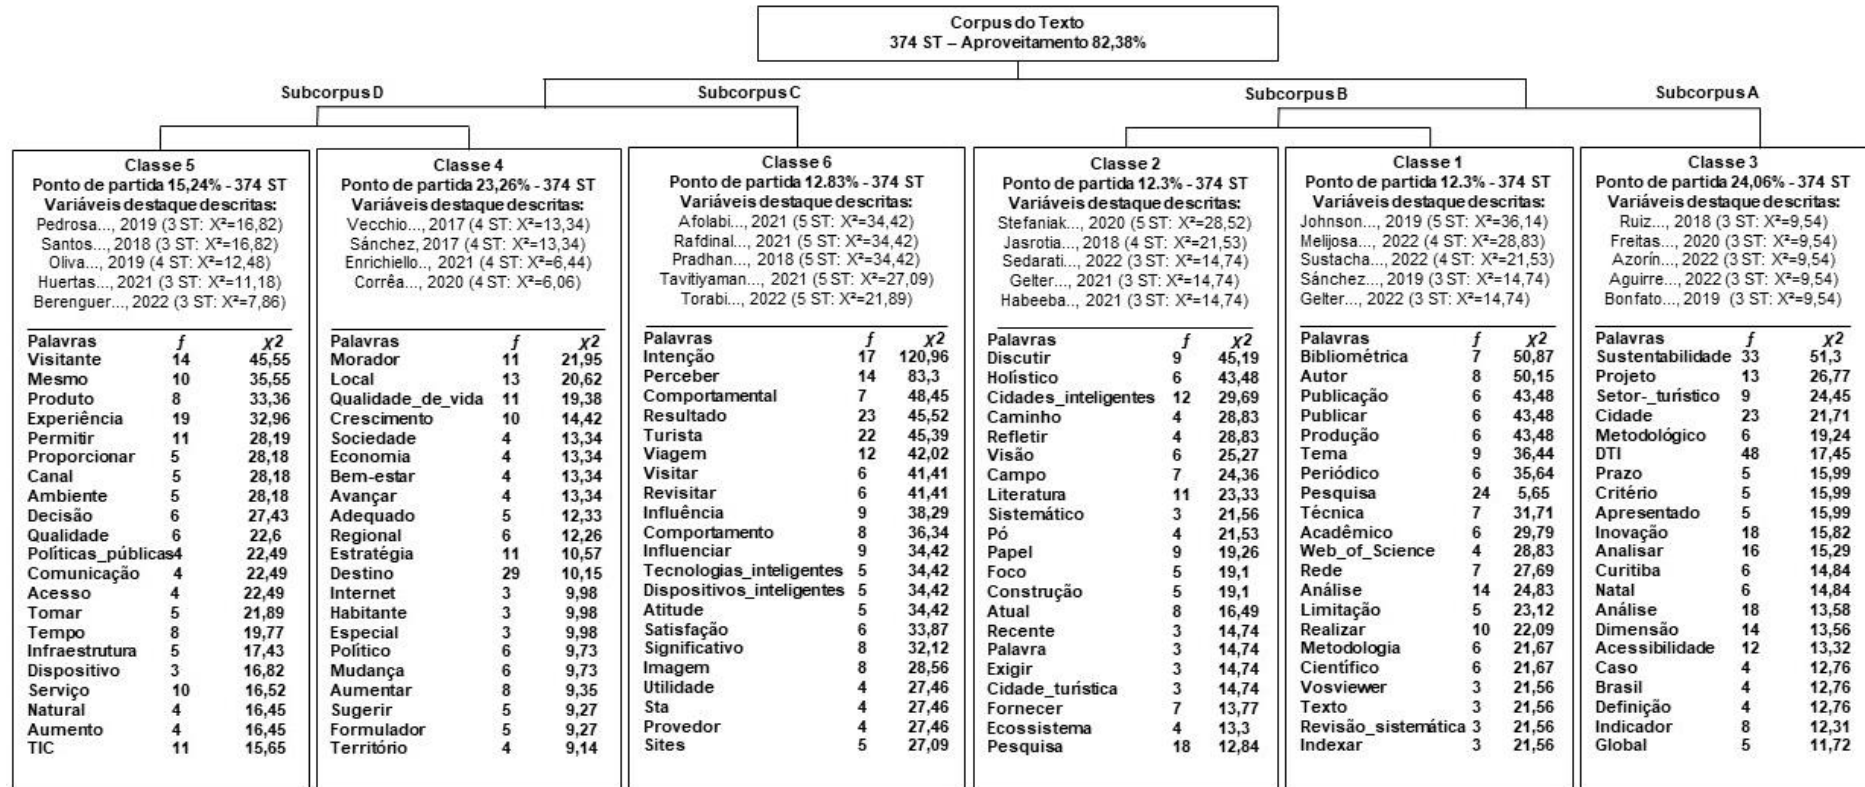 Corpus do Texto
374 ST – Aproveitamento 82,38%
Subcorpus D
Subcorpus C
Subcorpus B
Subcorpus A
Classe 5
Ponto de partida 15,24% - 374 ST
Variáveis destaque descritas:
Pedrosa..., 2019 (3 ST: X²=16,82)
Santos..., 2018 (3 ST: X²=16,82)
Oliva..., 2019 (4 ST: X²=12,48)
Huertas..., 2021 (3 ST: X²=11,18)
Berenguer..., 2022 (3 ST: X²=7,86)
Palavras ƒ χ2
Visitante 14 45,55
Mesmo 10 35,55
Produto 8 33,36
Experiência 19 32,96
Permitir 11 28,19
Proporcionar 5 28,18
Canal 5 28,18
Ambiente 5 28,18
Decisão 6 27,43
Qualidade 6 22,6
Políticas_públicas4 22,49
Comunicação 4 22,49
Acesso 4 22,49
Tomar 5 21,89
Tempo 8 19,77
Infraestrutura 5 17,43
Dispositivo 3 16,82
Serviço 10 16,52
Natural 4 16,45
Aumento 4 16,45
TIC 11 15,65
Classe 4
Ponto de partida 23,26% - 374 ST
Variáveis destaque descritas:
Vecchio..., 2017 (4 ST: X²=13,34)
Sánchez, 2017 (4 ST: X²=13,34)
Enrichiello.., 2021 (4 ST: X²=6,44)
Corrêa..., 2020 (4 ST: X²=6,06)
Palavras ƒ χ2
Morador 11 21,95
Local 13 20,62
Qualidade_de_vida 11 19,38
Crescimento 10 14,42
Sociedade 4 13,34
Economia 4 13,34
Bem-estar 4 13,34
Avançar 4 13,34
Adequado 5 12,33
Regional 6 12,26
Estratégia 11 10,57
Destino 29 10,15
Internet 3 9,98
Habitante 3 9,98
Especial 3 9,98
Político 6 9,73
Mudança 6 9,73
Aumentar 8 9,35
Sugerir 5 9,27
Formulador 5 9,27
Território 4 9,14
Classe 6
Ponto de partida 12.83% - 374 ST
Variáveis destaque descritas:
Afolabi..., 2021 (5 ST: X²=34,42)
Rafdinal..., 2021 (5 ST: X²=34,42)
Pradhan..., 2018 (5 ST: X²=34,42)
Tavitiyaman..., 2021 (5 ST: X²=27,09)
Torabi..., 2022 (5 ST: X²=21,89)
Palavras ƒ χ2
Intenção 17 120,96
Perceber 14 83,3
Comportamental 7 48,45
Resultado 23 45,52
Turista 22 45,39
Viagem 12 42,02
Visitar 6 41,41
Revisitar 6 41,41
Influência 9 38,29
Comportamento 8 36,34
Influenciar 9 34,42
Tecnologias_inteligentes 5 34,42
Dispositivos_inteligentes 5 34,42
Atitude 5 34,42
Satisfação 6 33,87
Significativo 8 32,12
Imagem 8 28,56
Utilidade 4 27,46
Sta 4 27,46
Provedor 4 27,46
Sites 5 27,09
Classe 2
Ponto de partida 12.3% - 374 ST
Variáveis destaque descritas:
Stefaniak..., 2020 (5 ST: X²=28,52)
Jasrotia..., 2018 (4 ST: X²=21,53)
Sedarati..., 2022 (3 ST: X²=14,74)
Gelter..., 2021 (3 ST: X²=14,74)
Habeeba..., 2021 (3 ST: X²=14,74)
Palavras ƒ χ2
Discutir 9 45,19
Holístico 6 43,48
Cidades_inteligentes 12 29,69
Caminho 4 28,83
Refletir 4 28,83
Visão 6 25,27
Campo 7 24,36
Literatura 11 23,33
Sistemático 3 21,56
Pó 4 21,53
Papel 9 19,26
Foco 5 19,1
Construção 5 19,1
Atual 8 16,49
Recente 3 14,74
Palavra 3 14,74
Exigir 3 14,74
Cidade_turística 3 14,74
Fornecer 7 13,77
Ecossistema 4 13,3
Pesquisa 18 12,84
Classe 1
Ponto de partida 12.3% - 374 ST
Variáveis destaque descritas:
Johnson..., 2019 (5 ST: X²=36,14)
Melijosa..., 2022 (4 ST: X²=28,83)
Sustacha..., 2022 (4 ST: X²=21,53)
Sánchez..., 2019 (3 ST: X²=14,74)
Gelter..., 2022 (3 ST: X²=14,74)
Palavras ƒ χ2
Bibliométrica 7 50,87
Autor 8 50,15
Publicação 6 43,48
Publicar 6 43,48
Produção 6 43,48
Tema 9 36,44
Periódico 6 35,64
Pesquisa 24 5,65
Técnica 7 31,71
Acadêmico 6 29,79
Web_of_Science 4 28,83
Rede 7 27,69
Análise 14 24,83
Limitação 5 23,12
Realizar 10 22,09
Metodologia 6 21,67
Científico 6 21,67
Vosviewer 3 21,56
Texto 3 21,56
Revisão_sistemática 3 21,56
Indexar 3 21,56
Classe 3
Ponto de partida 24,06% - 374 ST
Variáveis destaque descritas:
Ruiz..., 2018 (3 ST: X²=9,54)
Freitas..., 2020 (3 ST: X²=9,54)
Azorín..., 2022 (3 ST: X²=9,54)
Aguirre..., 2022 (3 ST: X²=9,54)
Bonfato..., 2019 (3 ST: X²=9,54)
Palavras ƒ χ2
Sustentabilidade 33 51,3
Projeto 13 26,77
Setor-_turístico 9 24,45
Cidade 23 21,71
Metodológico 6 19,24
DTI 48 17,45
Prazo 5 15,99
Critério 5 15,99
Apresentado 5 15,99
Inovação 18 15,82
Analisar 16 15,29
Curitiba 6 14,84
Natal 6 14,84
Análise 18 13,58
Dimensão 14 13,56
Acessibilidade 12 13,32
Caso 4 12,76
Brasil 4 12,76
Definição 4 12,76
Indicador 8 12,31
Global 5 11,72